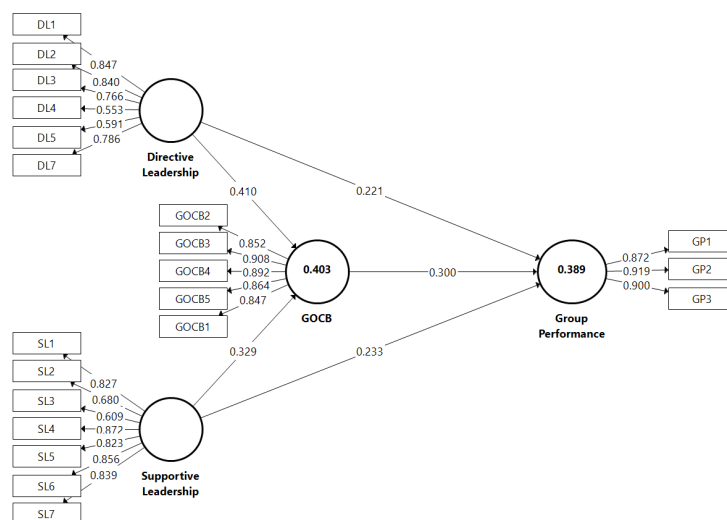 DL1
DL2
DL3
DL4
DL5
DL7
0.847
0.840
0.766
0.553
0.591
0.786
Directive
Leadership
0.410
0.221
GOCB2
GOCB3
GOCB4
GOCB5
GOCB1
0.852
0.908
0.892
0.864
0.847
0.403
GOCB
0.300
0.389
Group
Performance
0.872
0.919
0.900
GP1
GP2
GP3
0.329
0.233
SL1
SL2
SL3
SL4
SL5
SL6
SL7
0.827
0.680
0.609
0.872
0.823
0.856
0.839
Supportive
Leadership